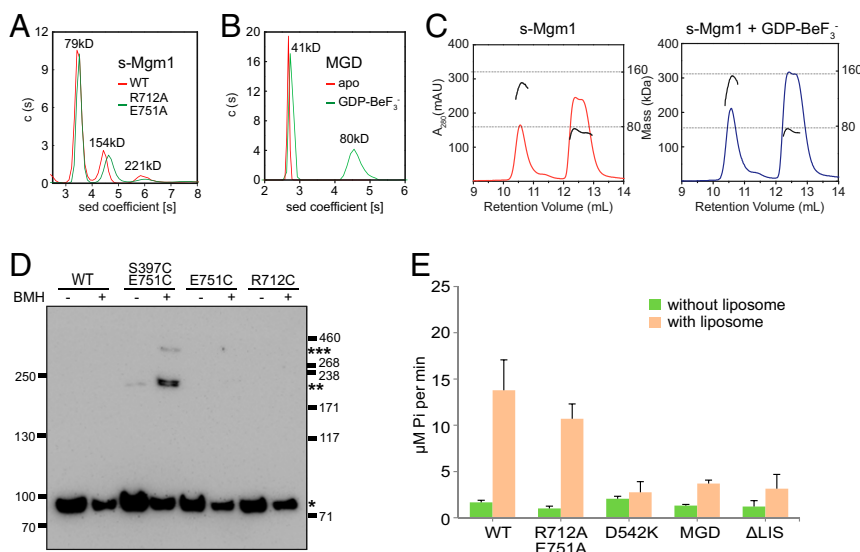 A
12
9
6
3
0
c (s)
79kD
154kD
221kD
s-Mgm1
WT
R712A
E751A
4
6
8
sed coefficient [s]
B
20
16
12
8
4
0
c (s)
41kD
80kD
MGD
apo
GDP-BeF3-
2
3
4
5
6
sed coefficient [s]
C
s-Mgm1
400
300
200
100
A280(mAU)
160
80
9 10 11 12 13 14
Retention Volume (mL)
s-Mgm1 + GDP-BeF3-
400
300
200
100
Mass (kDa)
160
80
9 10 11 12 13 14
Retention Volume (mL)
D
WT
S397C
E751C
E751C
R712C
BMH - + - + - + - +
250
130
100
70
460
***
268
238
**
171
117
*
71
E
25
20
15
10
5
0
µM Pi per min
without liposome
with liposome
WT
R712A
E751A
D542K
MGD
ΔLIS